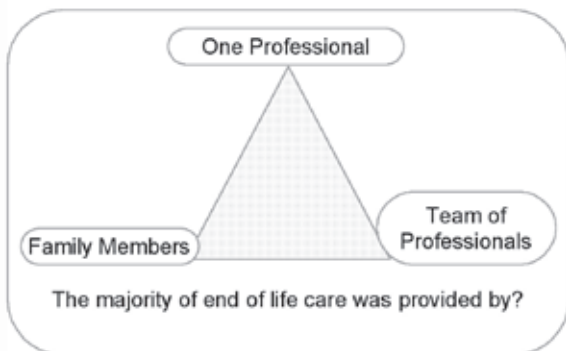 One Professional
Family Members
Team of
Professionals
The majority of end of life care was provided by?